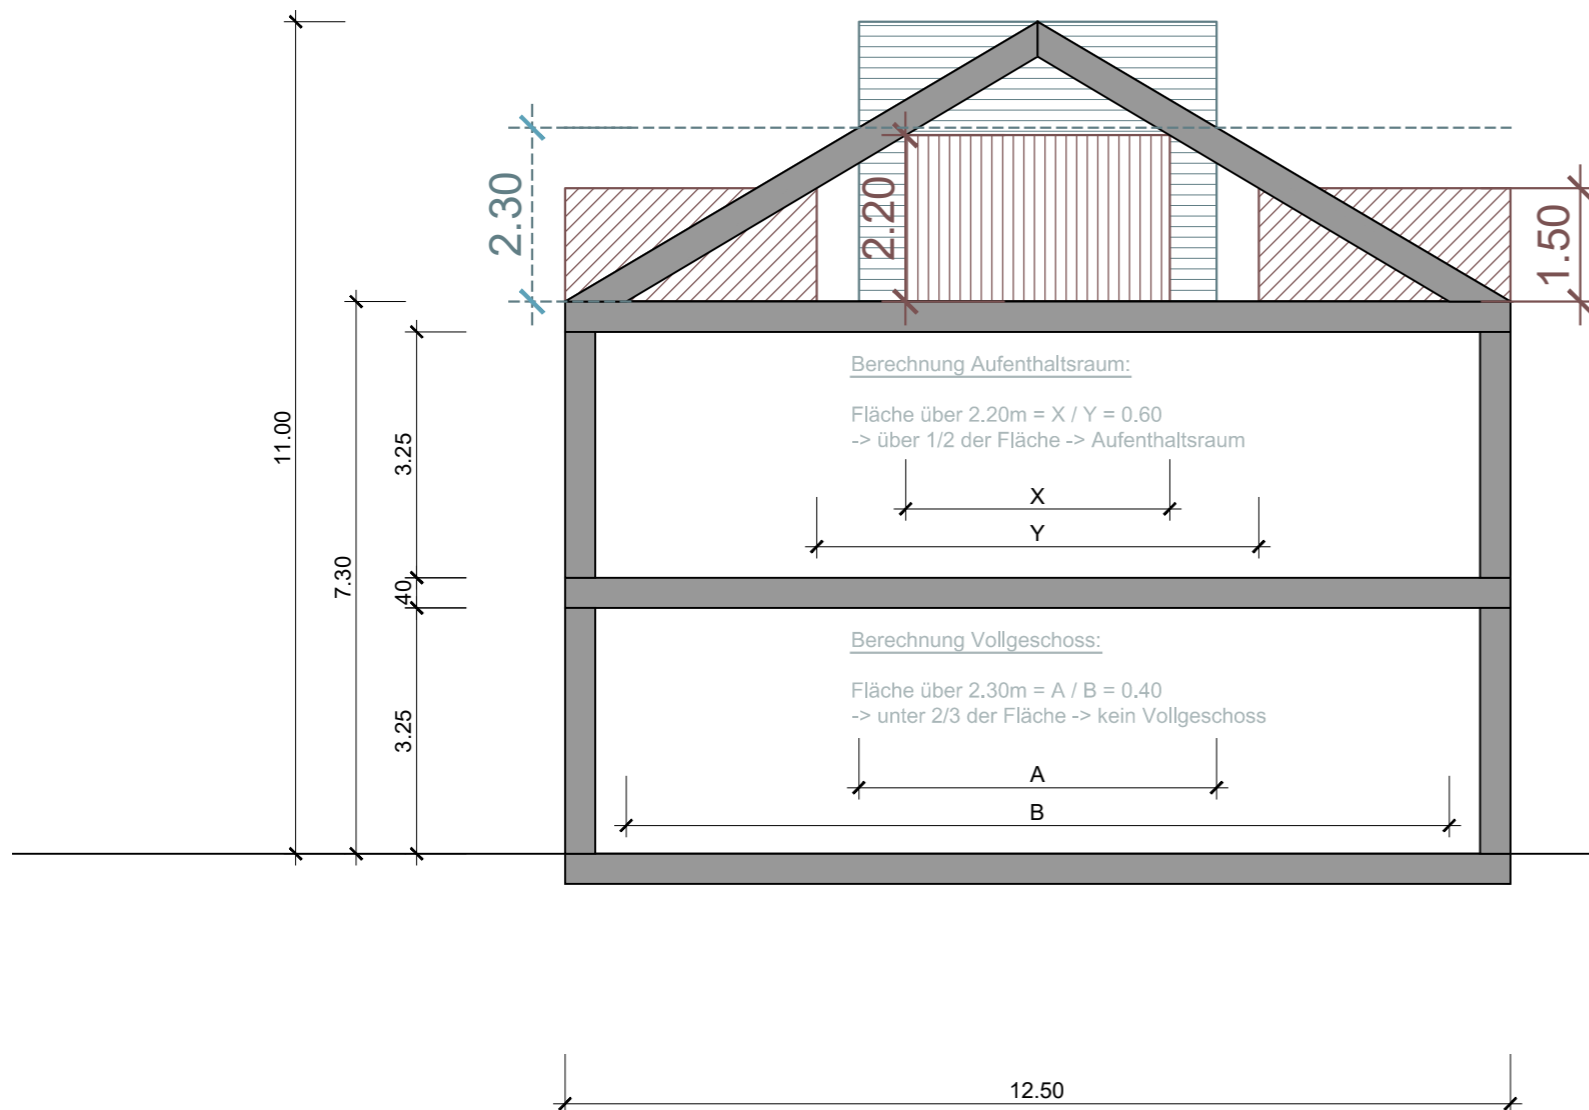 2.30
2.20
1.50
11.00
7.30
3.25
40
3.25
Berechnung Aufenthaltsraum:
Fläche über 2.20m = X / Y = 0.60
-> über 1/2 der Fläche -> Aufenthaltsraum
X
Y
Berechnung Vollgeschoss:
Fläche über 2.30m = A / B = 0.40
-> unter 2/3 der Fläche -> kein Vollgeschoss
A
B
12.50